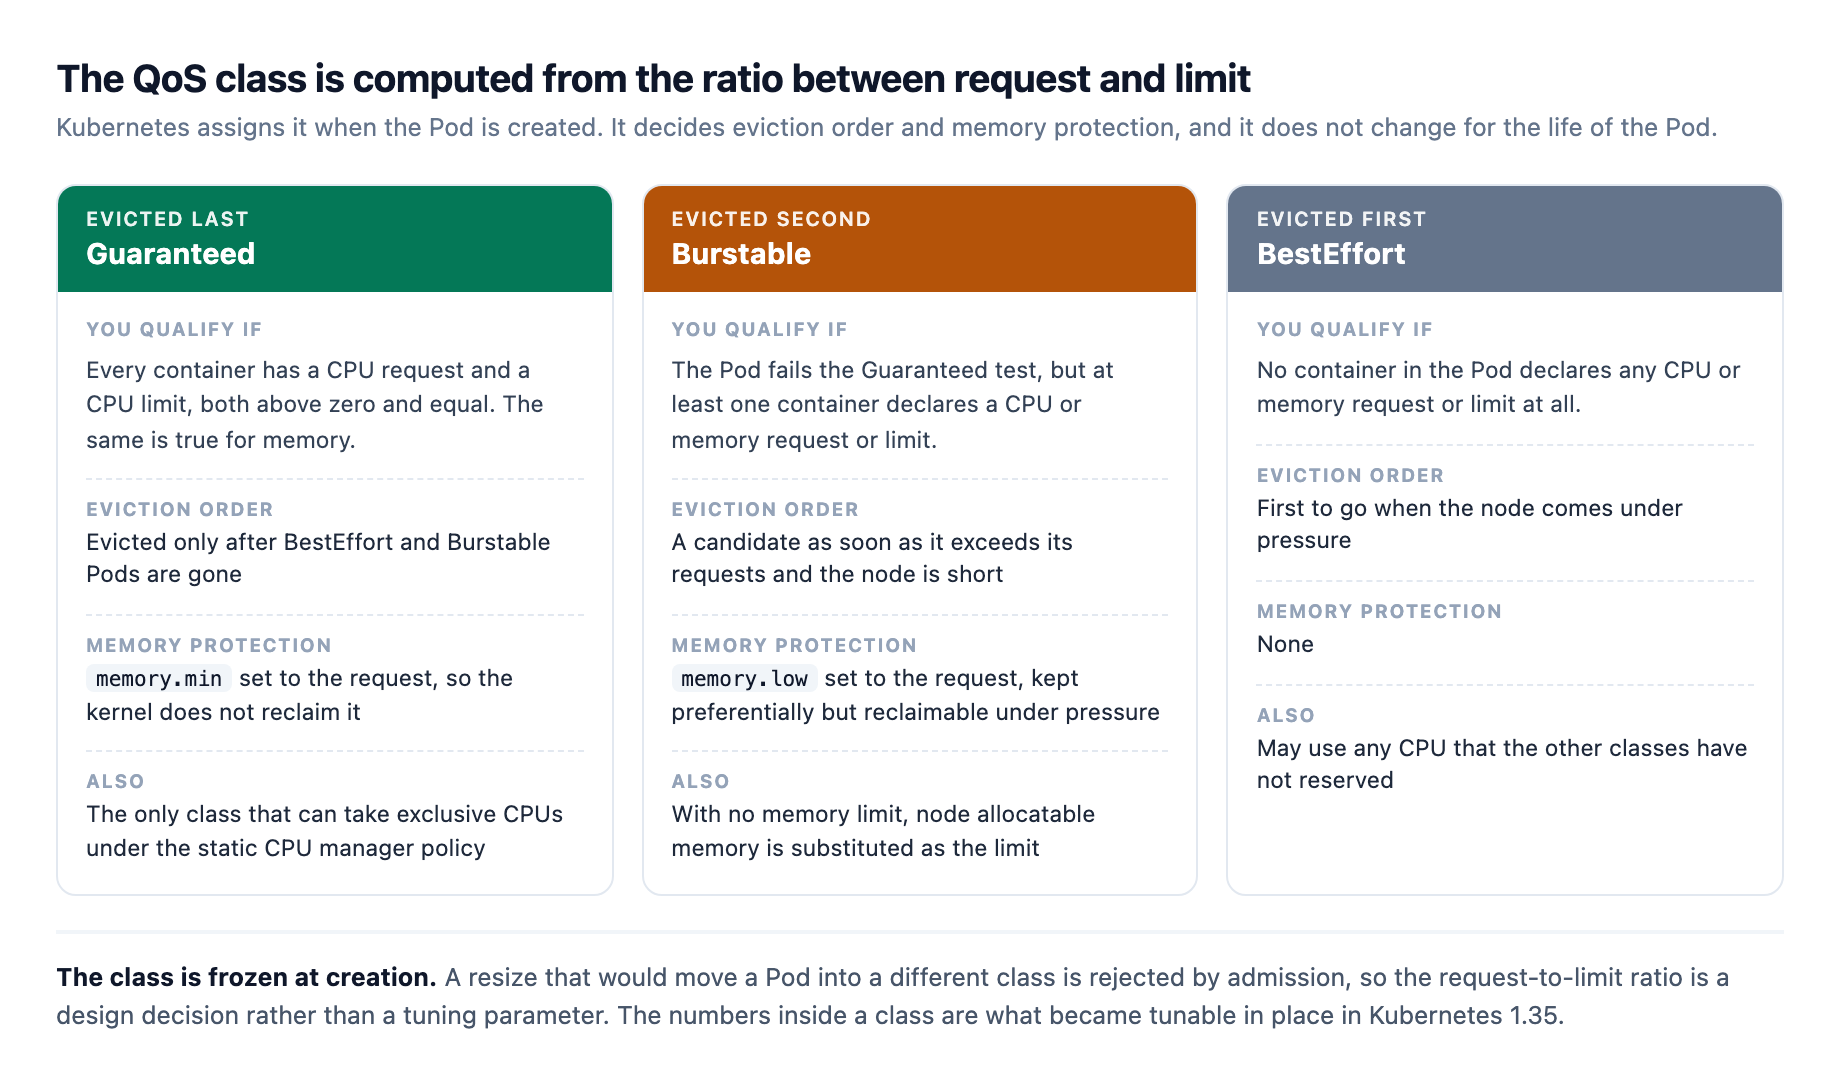 The QoS class is computed from the ratio between request and limit
Kubernetes assigns it when the Pod is created. It decides eviction order and memory protection, and it does not change for the life of the Pod.
EVICTED LAST
Guaranteed
YOU QUALIFY IF
Every container has a CPU request and a
CPU limit, both above zero and equal. The
same is true for memory.
EVICTION ORDER
Evicted only after BestEffort and Burstable
Pods are gone
MEMORY PROTECTION
memory.min set to the request, so the
kernel does not reclaim it
ALSO
The only class that can take exclusive CPUs
under the static CPU manager policy
EVICTED SECOND
Burstable
YOU QUALIFY IF
The Pod fails the Guaranteed test, but at
least one container declares a CPU or
memory request or limit.
EVICTION ORDER
A candidate as soon as it exceeds its
requests and the node is short
MEMORY PROTECTION
memory.low set to the request, kept
preferentially but reclaimable under pressure
ALSO
With no memory limit, node allocatable
memory is substituted as the limit
EVICTED FIRST
BestEffort
YOU QUALIFY IF
No container in the Pod declares any CPU or
memory request or limit at all.
EVICTION ORDER
First to go when the node comes under
pressure
MEMORY PROTECTION
None
ALSO
May use any CPU that the other classes have
not reserved
The class is frozen at creation. A resize that would move a Pod into a different class is rejected by admission, so the request-to-limit ratio is a
design decision rather than a tuning parameter. The numbers inside a class are what became tunable in place in Kubernetes 1.35.